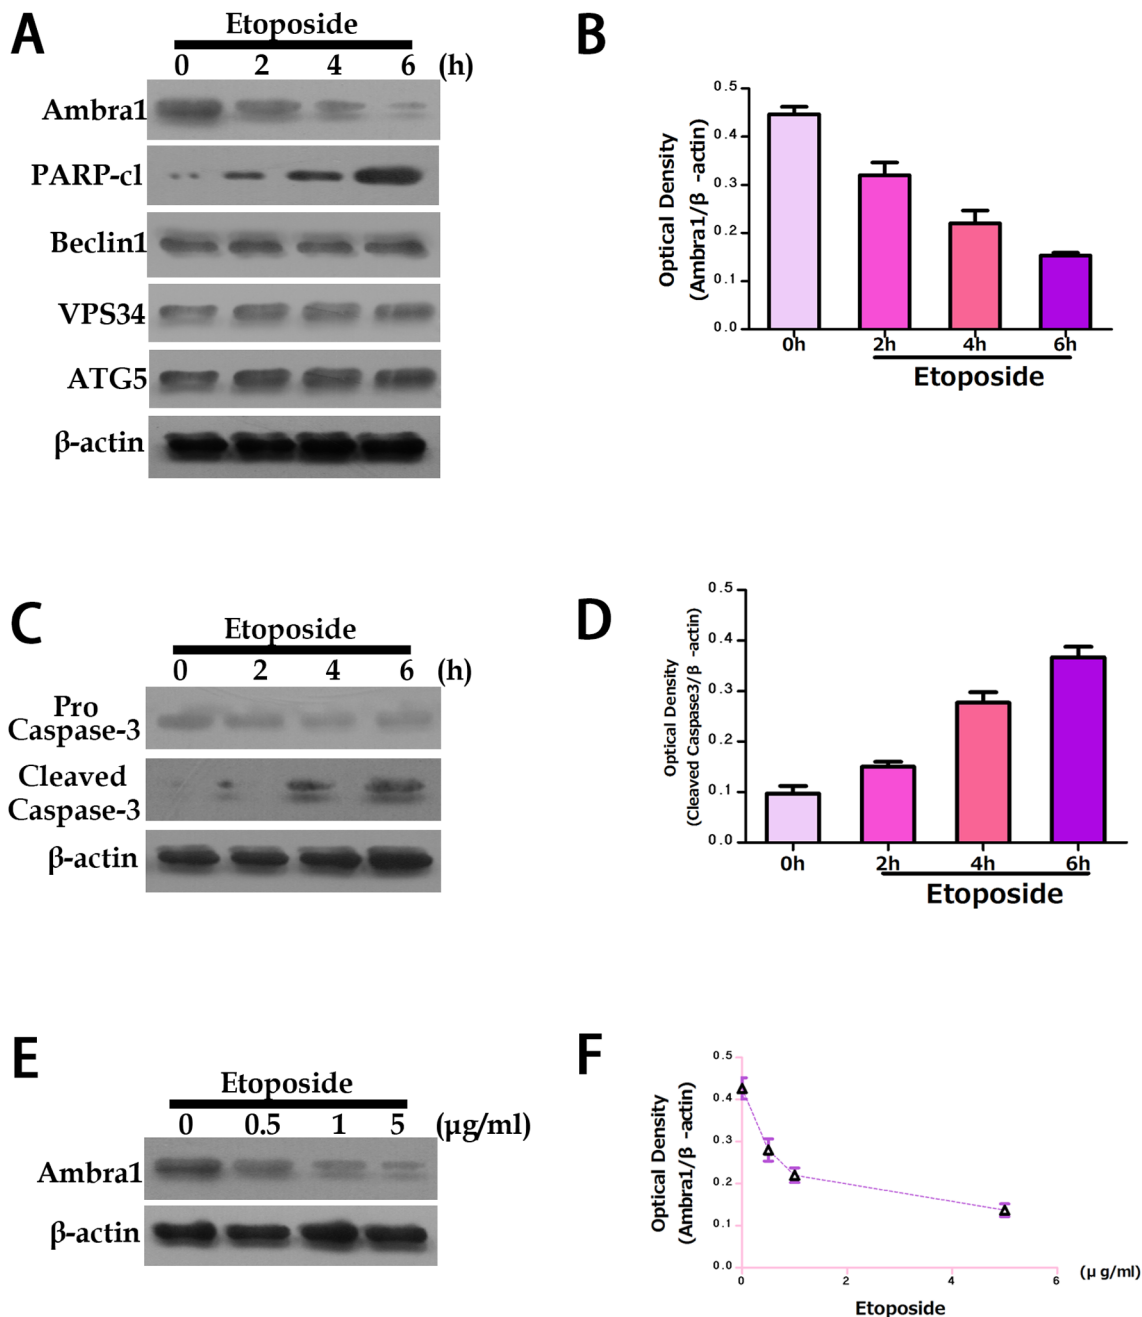 A
Etoposide
0 2 4 6 (h)
Ambra1
PARP-cl
Beclin1
VPS34
ATG5
β-actin
B
Optical Density
(Ambra1/β -actin)
0.5
0.4
0.3
0.2
0.1
0.0
0h 2h 4h 6h
Etoposide
C
Etoposide
0 2 4 6 (h)
Pro
Caspase-3
Cleaved
Caspase-3
β-actin
D
Optical Density
(Cleaved Caspase3/β -actin)
0.5
0.4
0.3
0.2
0.1
0.0
0h 2h 4h 6h
Etoposide
E
Etoposide
0 0.5 1 5 (μg/ml)
Ambra1
β-actin
F
Optical Density
(Ambra1/β -actin)
0.5
0.4
0.3
0.2
0.1
0.0
0 2 4 6 (μ g/ml)
Etoposide